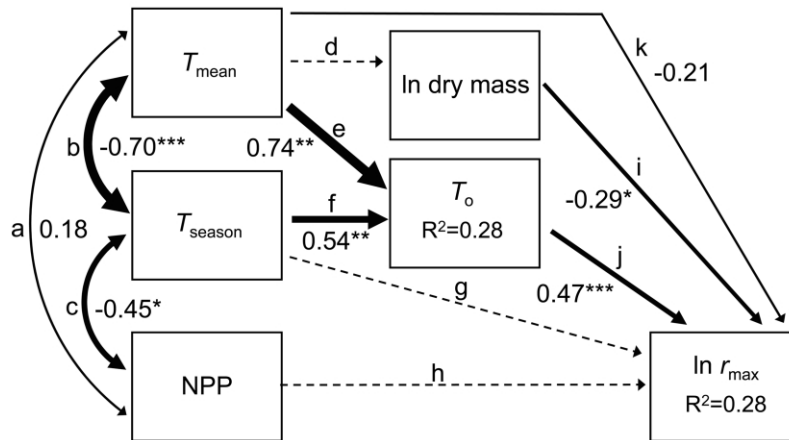 k
-0.21
T_mean
d
ln dry mass
b
-0.70***
e
0.74**
i
-0.29*
a
0.18
T_season
f
0.54**
T_o
R²=0.28
j
0.47***
g
c
-0.45*
NPP
h
ln r_max
R²=0.28